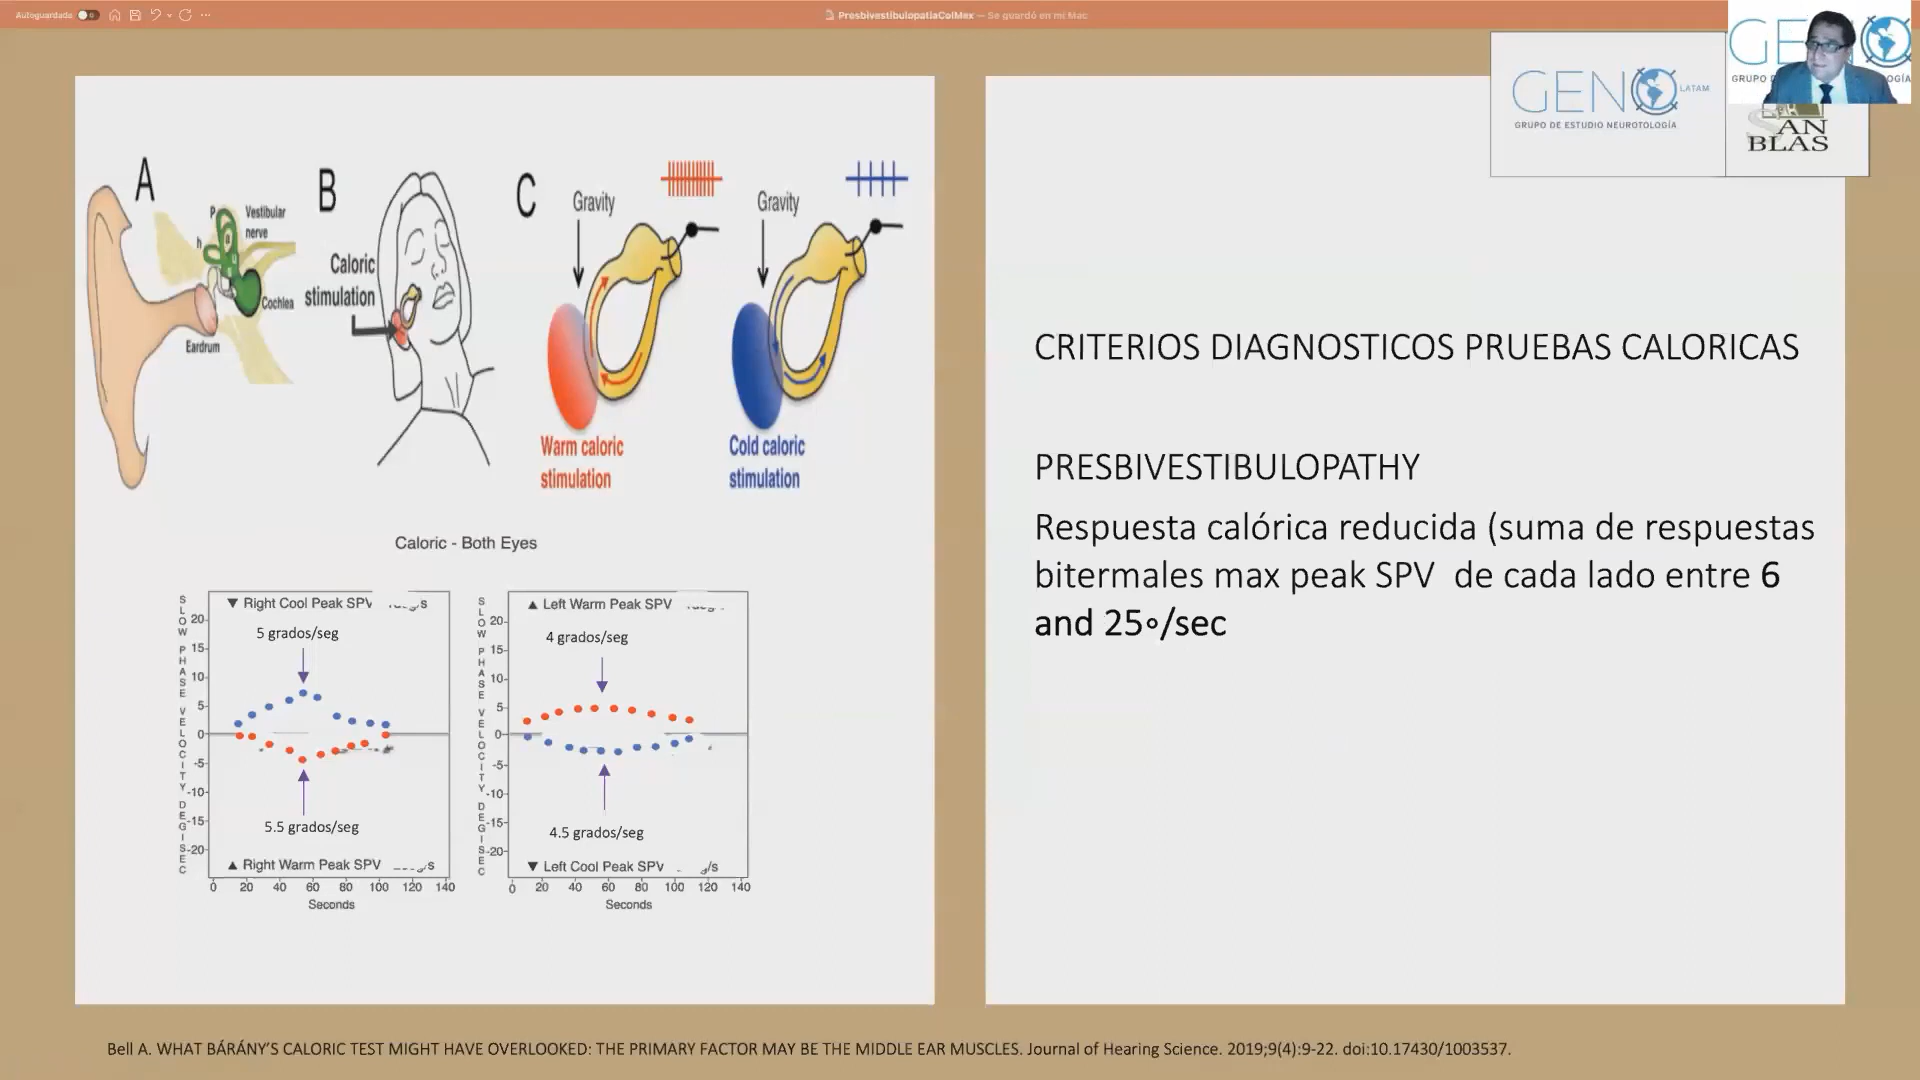 Autoguardado
PresbivestibulopatiaColMex — Se guardó en mi Mac
GENO LATAM
GRUPO DE ESTUDIO NEUROTOLOGÍA
SAN
BLAS
A
B
C
P
h
Vestibular
nerve
Cochlea
Eardrum
Caloric
stimulation
Gravity
Gravity
Warm caloric
stimulation
Cold caloric
stimulation
Caloric - Both Eyes
SLOW PHASE VELOCITY DEG|SEC
▼ Right Cool Peak SPV
5 grados/seg
20
15
10
5
0
-5
-10
-15
-20
5.5 grados/seg
▲ Right Warm Peak SPV
0 20 40 60 80 100 120 140
Seconds
SLOW PHASE VELOCITY DEG|SEC
▲ Left Warm Peak SPV
4 grados/seg
20
15
10
5
0
-5
-10
-15
-20
4.5 grados/seg
▼ Left Cool Peak SPV
0 20 40 60 80 100 120 140
Seconds
CRITERIOS DIAGNOSTICOS PRUEBAS CALORICAS
PRESBIVESTIBULOPATHY
Respuesta calórica reducida (suma de respuestas
bitermales max peak SPV de cada lado entre 6
and 25∘/sec
Bell A. WHAT BÁRÁNY’S CALORIC TEST MIGHT HAVE OVERLOOKED: THE PRIMARY FACTOR MAY BE THE MIDDLE EAR MUSCLES. Journal of Hearing Science. 2019;9(4):9-22. doi:10.17430/1003537.